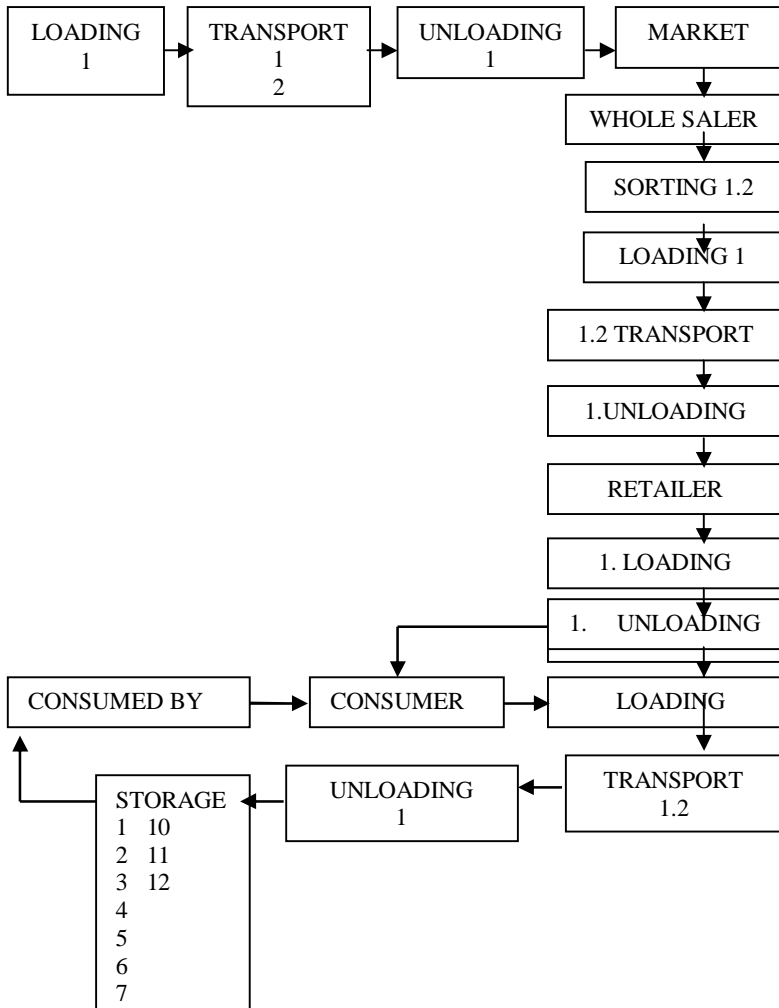 LOADING
1
TRANSPORT
1
2
UNLOADING
1
MARKET
WHOLE SALER
SORTING 1.2
LOADING 1
1.2 TRANSPORT
1.UNLOADING
RETAILER
1. LOADING
1. UNLOADING
CONSUMED BY
CONSUMER
LOADING
TRANSPORT
1.2
UNLOADING
1
STORAGE
1 10
2 11
3 12
4
5
6
7